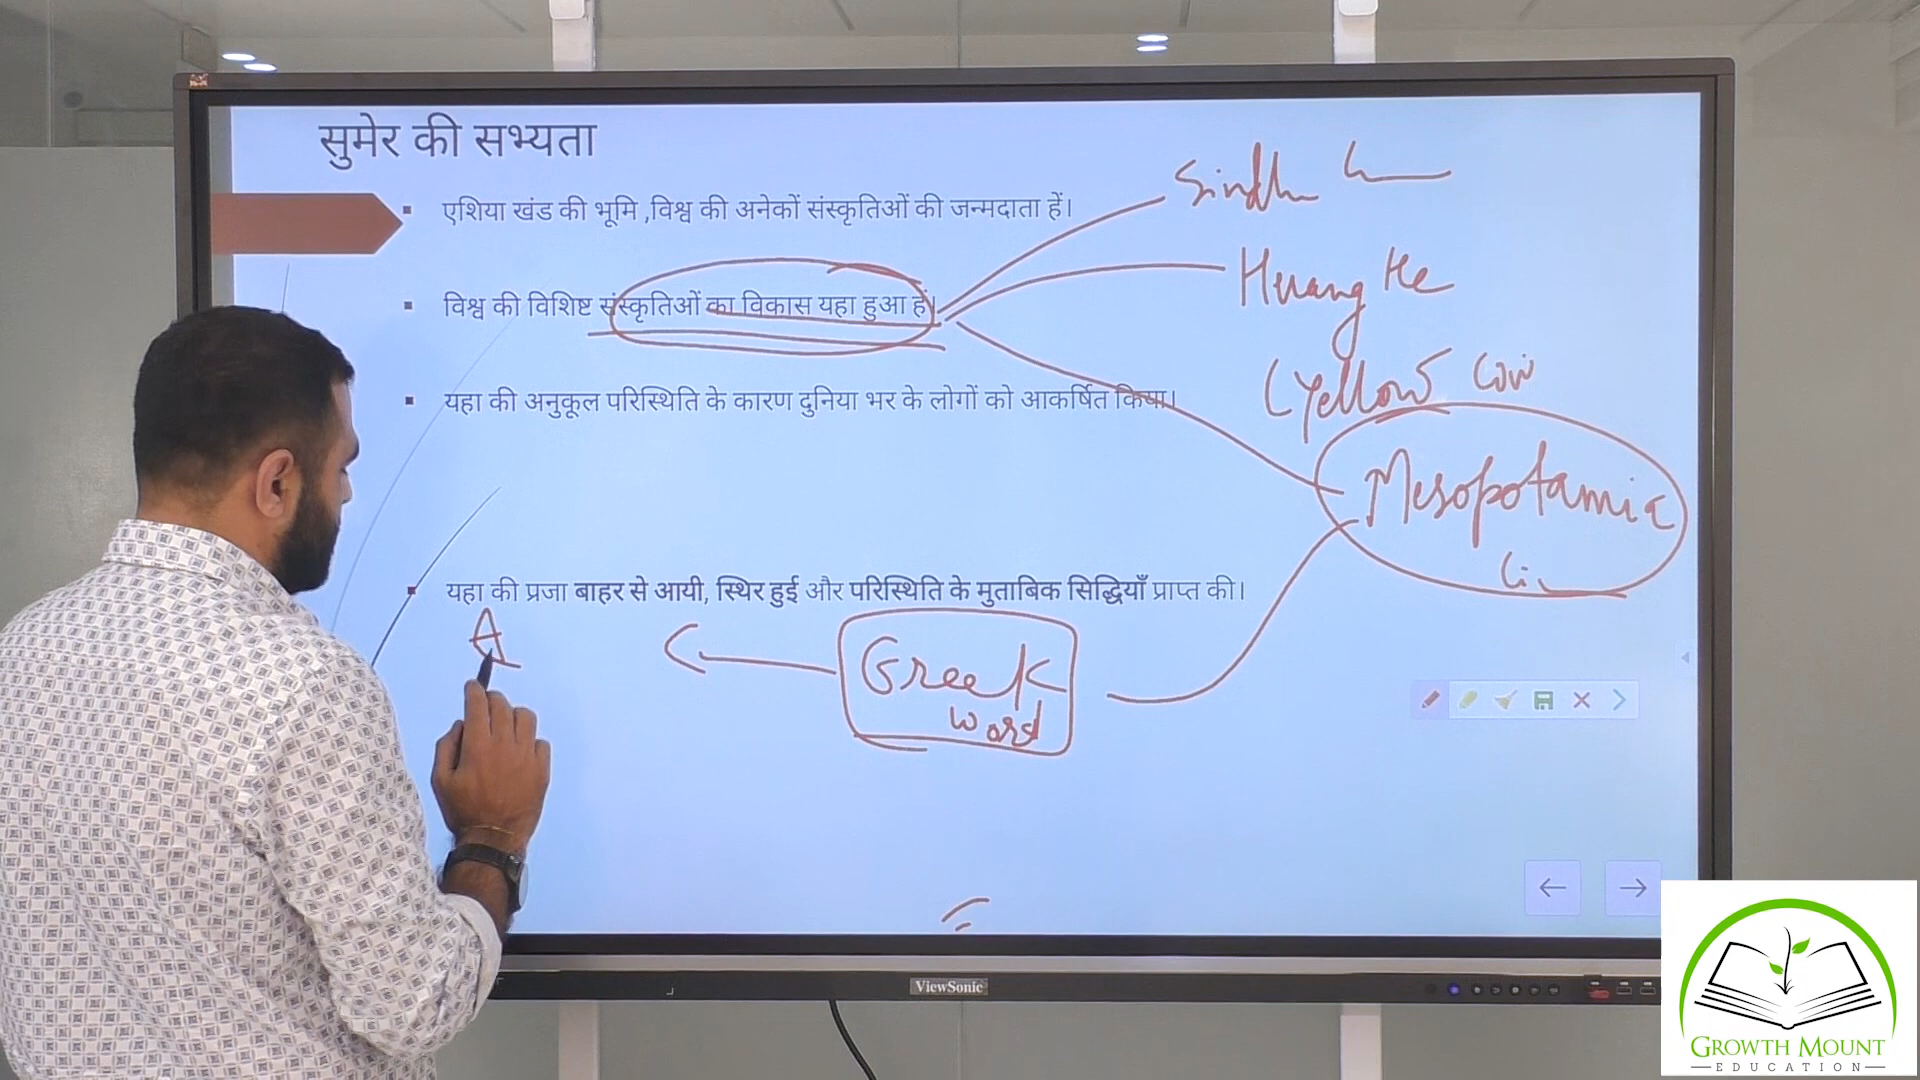 सुमेर की सभ्यता
एशिया खंड की भूमि ,विश्व की अनेकों संस्कृतिओं की जन्मदाता हें।
विश्व की विशिष्ट संस्कृतिओं का विकास यहा हुआ हें।
यहा की अनुकूल परिस्थिति के कारण दुनिया भर के लोगों को आकर्षित किया।
यहा की प्रजा बाहर से आयी, स्थिर हुई और परिस्थिति के मुताबिक सिद्धियाँ प्राप्त की।
Sindhu
Huang He
(Yellow
Mesopotamia
Greek
word
A
ViewSonic
GROWTH MOUNT
EDUCATION